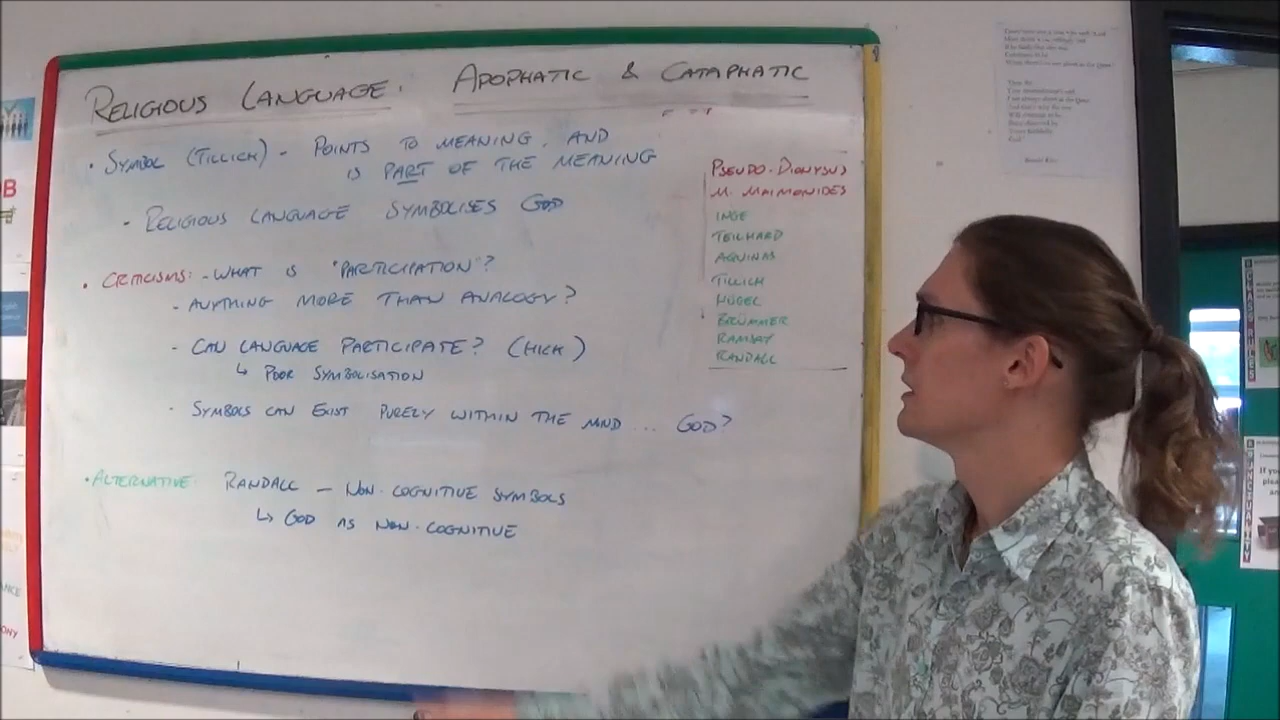 RELIGIOUS LANGUAGE: APOPHATIC & CATAPHATIC
• SYMBOL (TILLICH) - POINTS TO MEANING, AND
IS PART OF THE MEANING
- RELIGIOUS LANGUAGE SYMBOLISES GOD
• CRITICISMS: - WHAT IS "PARTICIPATION"?
- ANYTHING MORE THAN ANALOGY?
- CAN LANGUAGE PARTICIPATE? (HICK)
↳ POOR SYMBOLISATION
- SYMBOLS CAN EXIST PURELY WITHIN THE MIND ... GOD?
• ALTERNATIVE: RANDALL - NON-COGNITIVE SYMBOLS
↳ GOD AS NON-COGNITIVE
PSEUDO-DIONYSUS
M. MAIMONIDES
INGE
TEILHARD
AQUINAS
TILLICH
HUGEL
BRÜMMER
RAMSAY
RANDALL